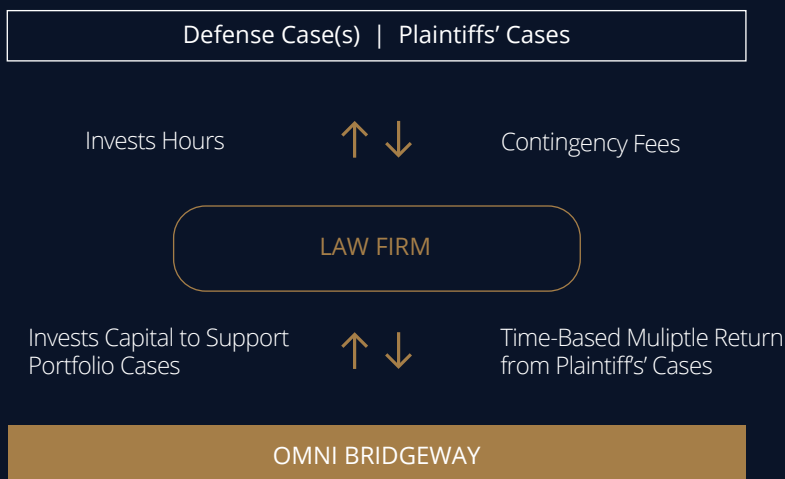 Defense Case(s) | Plaintiffs’ Cases
Invests Hours
Contingency Fees
LAW FIRM
Invests Capital to Support
Portfolio Cases
Time-Based Muliptle Return
from Plaintiff’s Cases
OMNI BRIDGEWAY